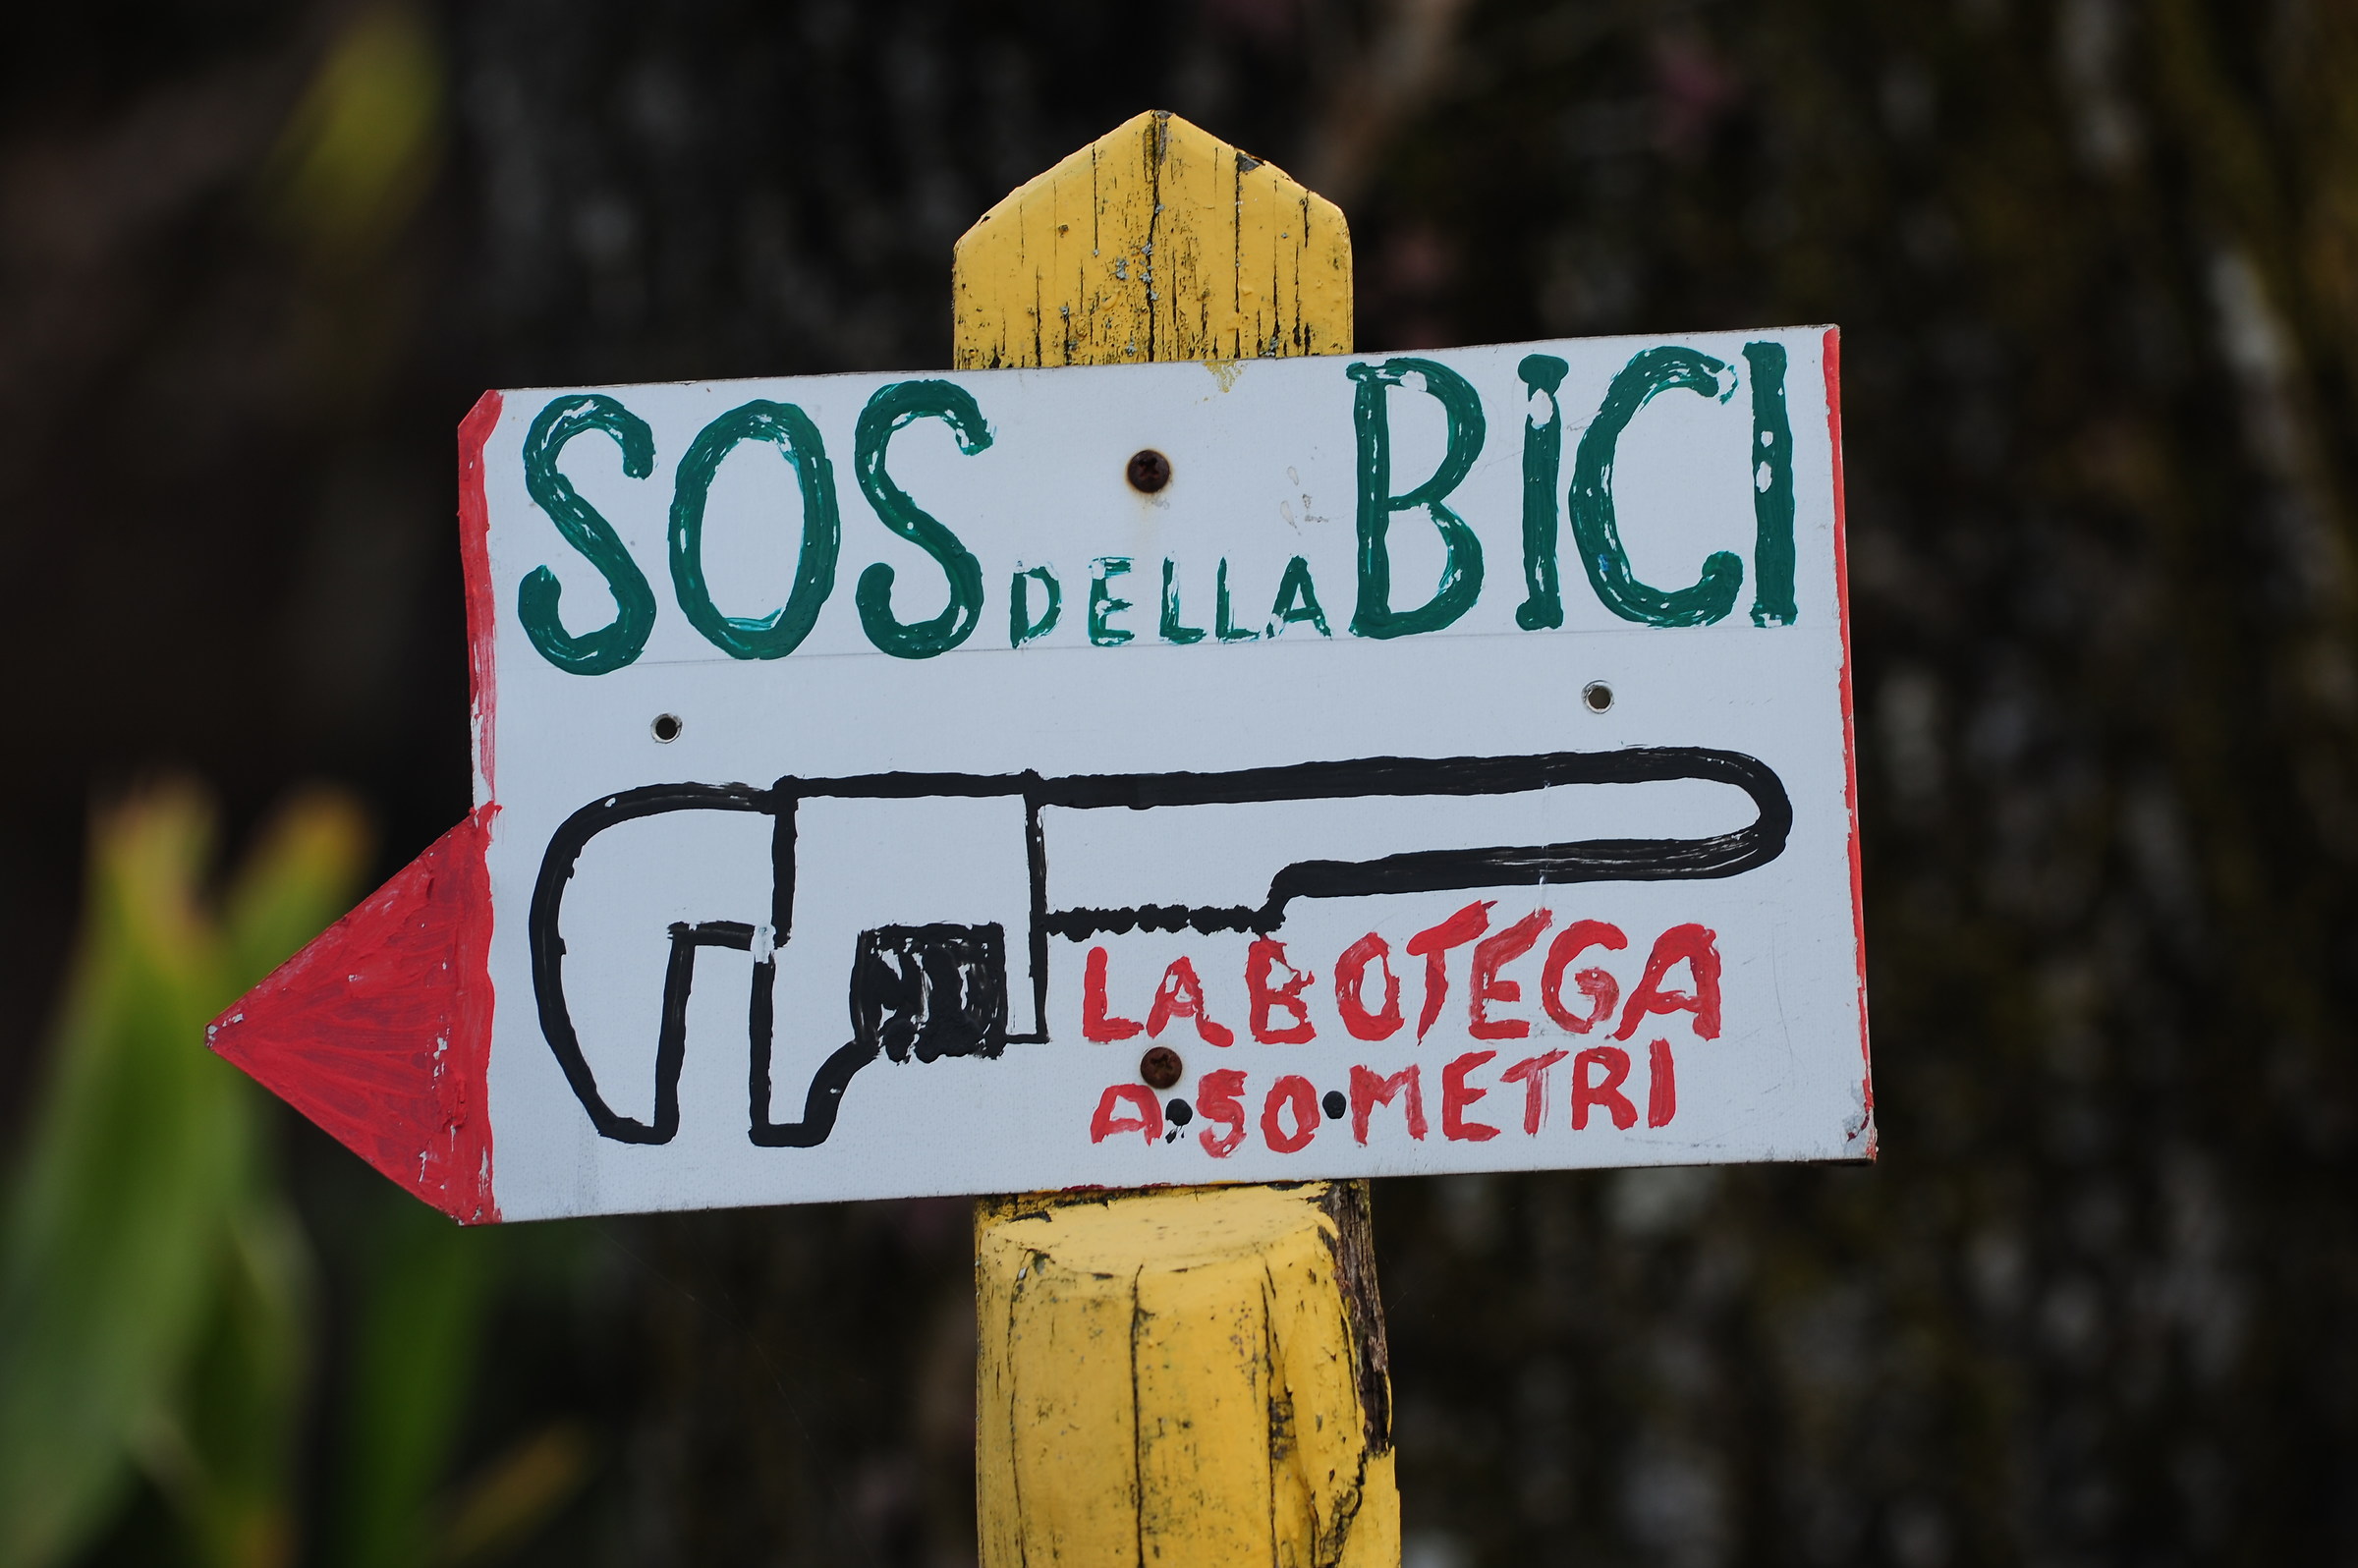 SOS DELLA BICI
LA BOTEGA
A•50•METRI